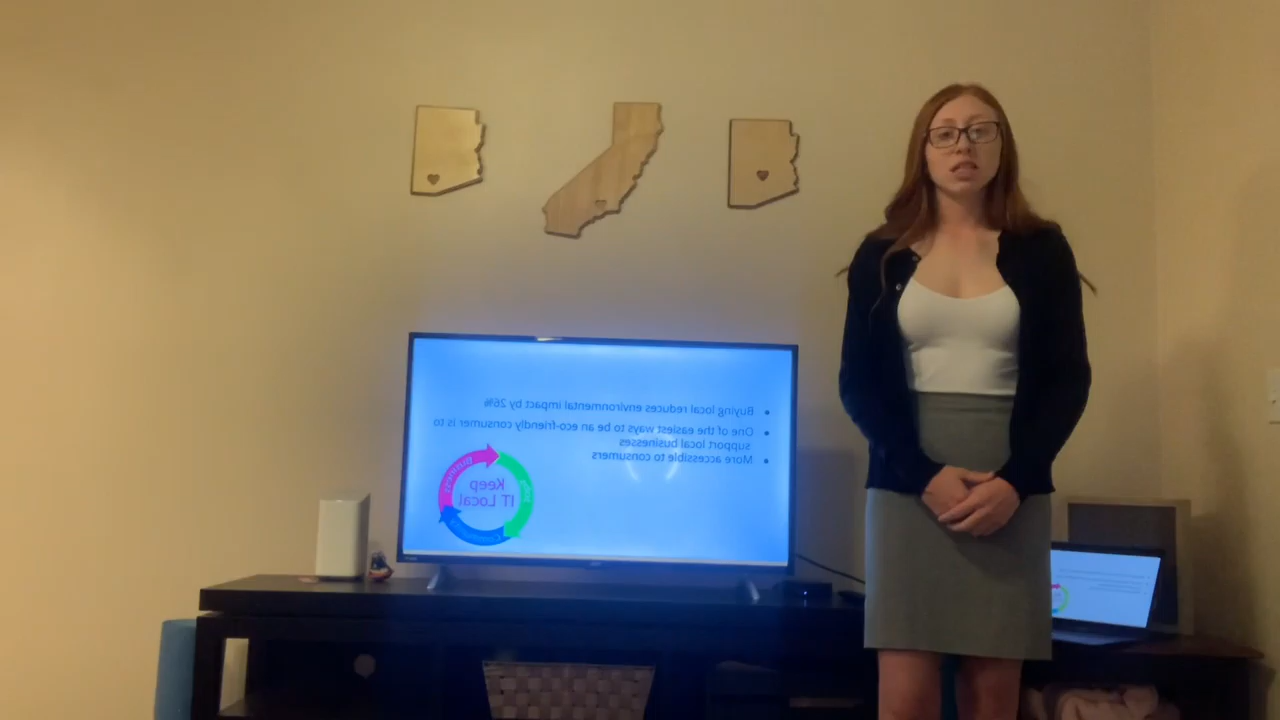 Buying local reduces environmental impact by 26%
One of the easiest ways to be an eco-friendly consumer is to
support local businesses
More accessible to consumers
Keep
IT Local
Business